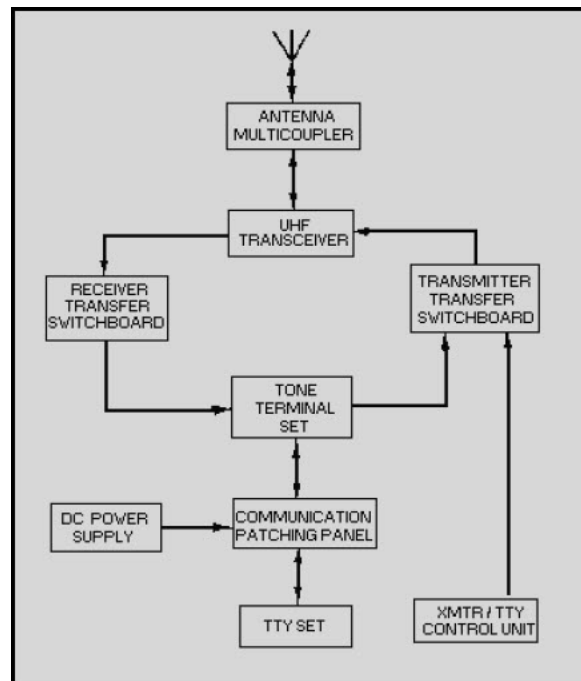 ANTENNA
MULTICOUPLER
UHF
TRANSCEIVER
RECEIVER
TRANSFER
SWITCHBOARD
TRANSMITTER
TRANSFER
SWITCHBOARD
TONE
TERMINAL
SET
DC POWER
SUPPLY
COMMUNICATION
PATCHING PANEL
TTY SET
XMTR / TTY
CONTROL UNIT